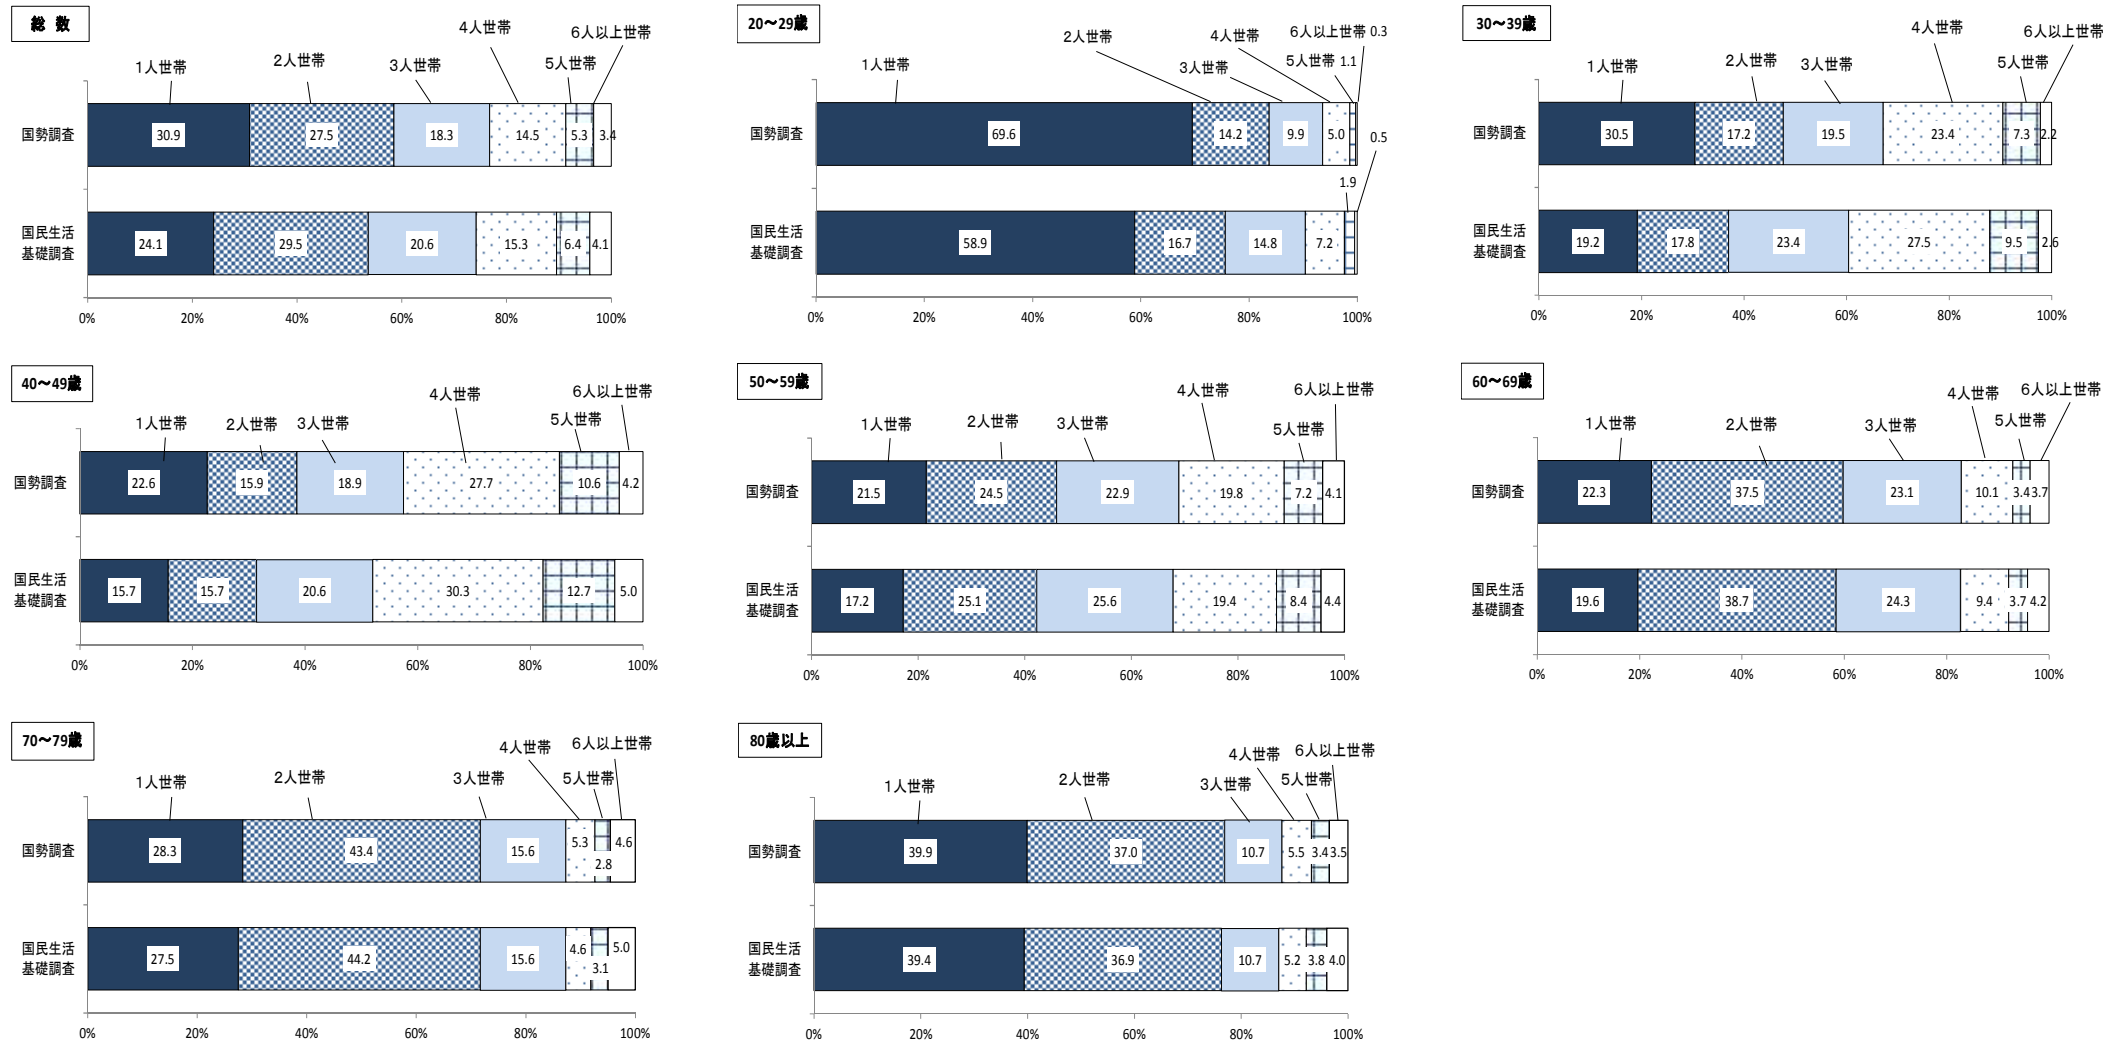 総 数
4人世帯
6人以上世帯
1人世帯 2人世帯 3人世帯 5人世帯
国勢調査 30.9 27.5 18.3 14.5 5.3 3.4
国民生活
基礎調査 24.1 29.5 20.6 15.3 6.4 4.1
0% 20% 40% 60% 80% 100%
20～29歳
2人世帯 4人世帯 6人以上世帯 0.3
1人世帯 3人世帯 5人世帯 1.1
国勢調査 69.6 14.2 9.9 5.0
0.5
1.9
国民生活
基礎調査 58.9 16.7 14.8 7.2
0% 20% 40% 60% 80% 100%
30～39歳
4人世帯 6人以上世帯
1人世帯 2人世帯 3人世帯 5人世帯
国勢調査 30.5 17.2 19.5 23.4 7.3 2.2
国民生活
基礎調査 19.2 17.8 23.4 27.5 9.5 2.6
0% 20% 40% 60% 80% 100%
40～49歳
4人世帯 6人以上世帯
1人世帯 2人世帯 3人世帯 5人世帯
国勢調査 22.6 15.9 18.9 27.7 10.6 4.2
国民生活
基礎調査 15.7 15.7 20.6 30.3 12.7 5.0
0% 20% 40% 60% 80% 100%
50～59歳
4人世帯 6人以上世帯
1人世帯 2人世帯 3人世帯 5人世帯
国勢調査 21.5 24.5 22.9 19.8 7.2 4.1
国民生活
基礎調査 17.2 25.1 25.6 19.4 8.4 4.4
0% 20% 40% 60% 80% 100%
60～69歳
4人世帯 6人以上世帯
1人世帯 2人世帯 3人世帯 5人世帯
国勢調査 22.3 37.5 23.1 10.1 3.4 3.7
国民生活
基礎調査 19.6 38.7 24.3 9.4 3.7 4.2
0% 20% 40% 60% 80% 100%
70～79歳
4人世帯 6人以上世帯
1人世帯 2人世帯 3人世帯 5人世帯
国勢調査 28.3 43.4 15.6 5.3 2.8 4.6
国民生活
基礎調査 27.5 44.2 15.6 4.6 3.1 5.0
0% 20% 40% 60% 80% 100%
80歳以上
4人世帯 6人以上世帯
1人世帯 2人世帯 3人世帯 5人世帯
国勢調査 39.9 37.0 10.7 5.5 3.4 3.5
国民生活
基礎調査 39.4 36.9 10.7 5.2 3.8 4.0
0% 20% 40% 60% 80% 100%